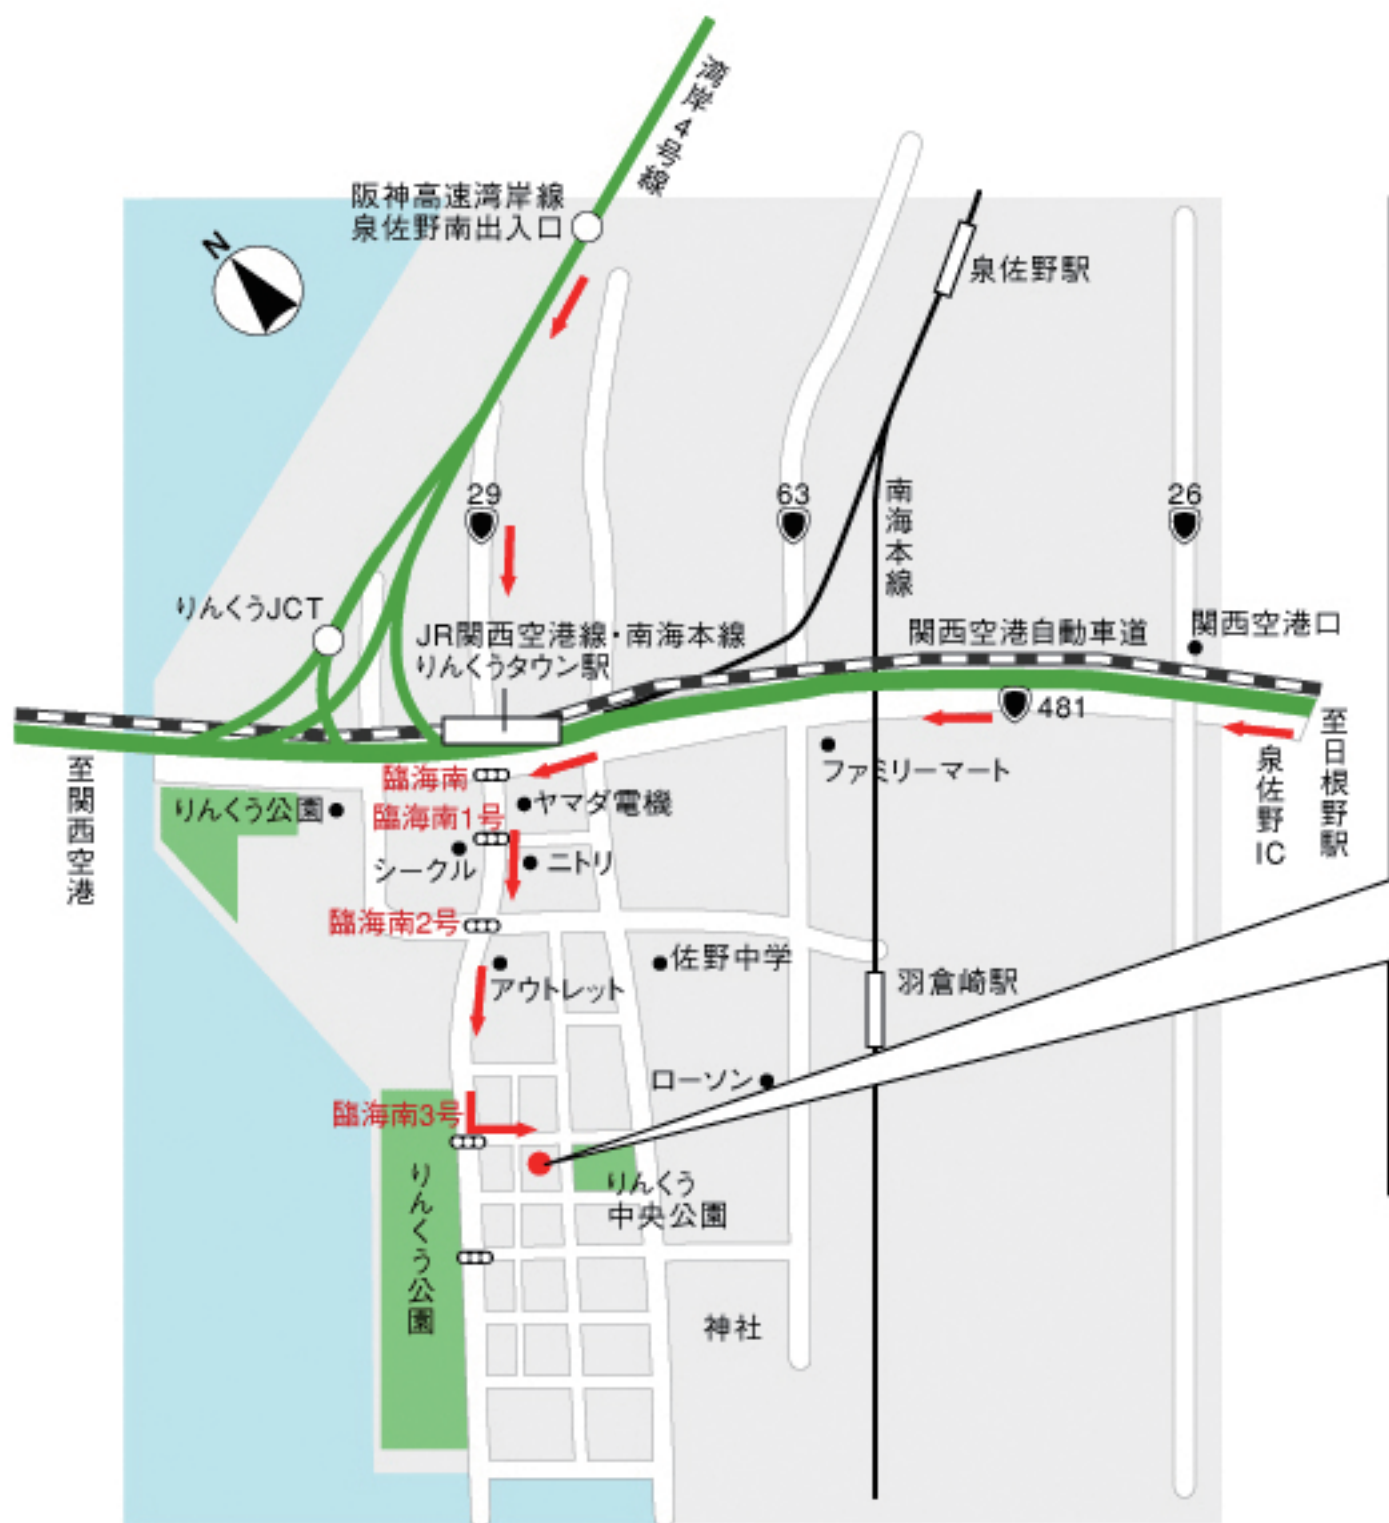 湾岸4号線
阪神高速湾岸線
泉佐野南出入口
N
泉佐野駅
29
63
26
南海本線
りんくうJCT
JR関西空港線・南海本線
りんくうタウン駅
関西空港自動車道
関西空港口
481
至関西空港
臨海南
ファミリーマート
泉佐野IC
至日根野駅
りんくう公園
ヤマダ電機
臨海南1号
シークル
ニトリ
臨海南2号
アウトレット
佐野中学
羽倉崎駅
ローソン
臨海南3号
りんくう公園
りんくう
中央公園
神社